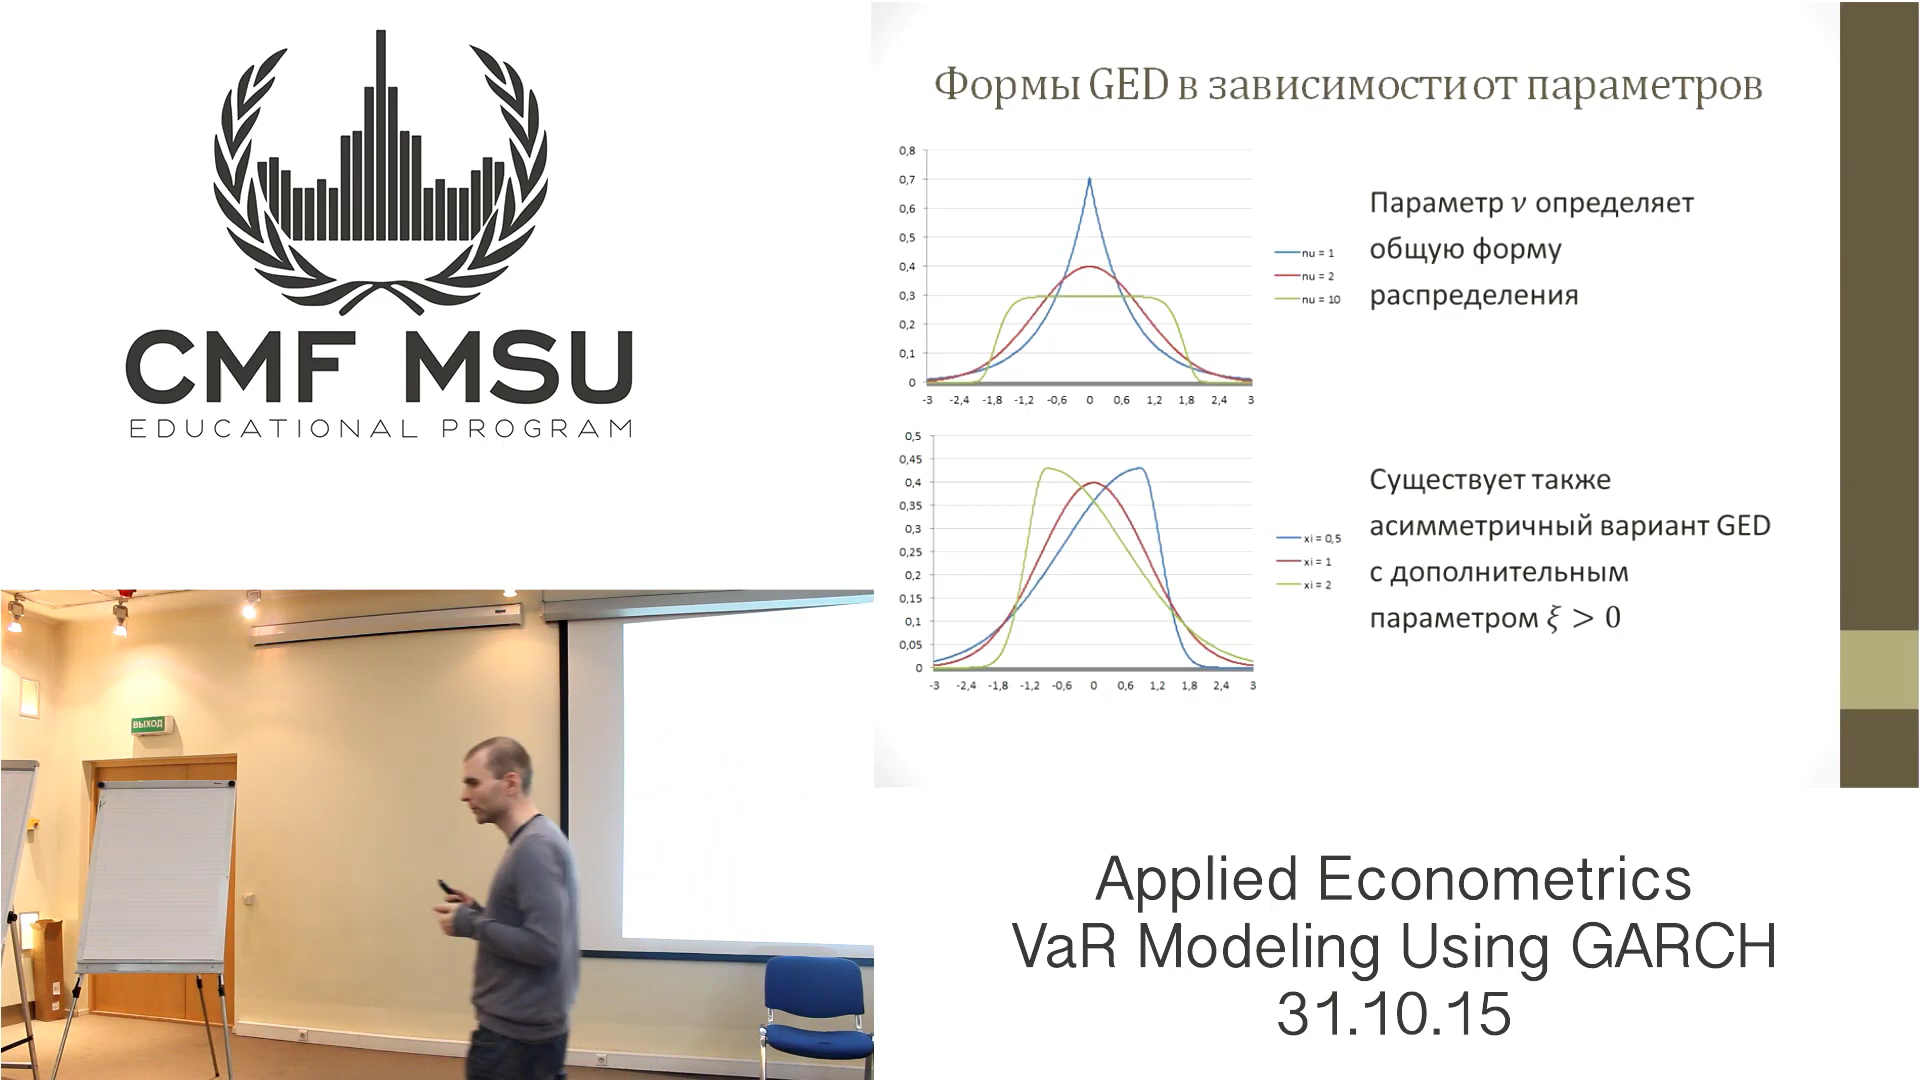 CMF MSU
EDUCATIONAL PROGRAM
ВЫХОД
Формы GED в зависимости от параметров
0,8
0,7
0,6
0,5
0,4
0,3
0,2
0,1
0
-3 -2,4 -1,8 -1,2 -0,6 0 0,6 1,2 1,8 2,4 3
nu = 1
nu = 2
nu = 10
Параметр ν определяет
общую форму
распределения
0,5
0,45
0,4
0,35
0,3
0,25
0,2
0,15
0,1
0,05
0
-3 -2,4 -1,8 -1,2 -0,6 0 0,6 1,2 1,8 2,4 3
xi = 0,5
xi = 1
xi = 2
Существует также
асимметричный вариант GED
с дополнительным
параметром ξ > 0
Applied Econometrics
VaR Modeling Using GARCH
31.10.15